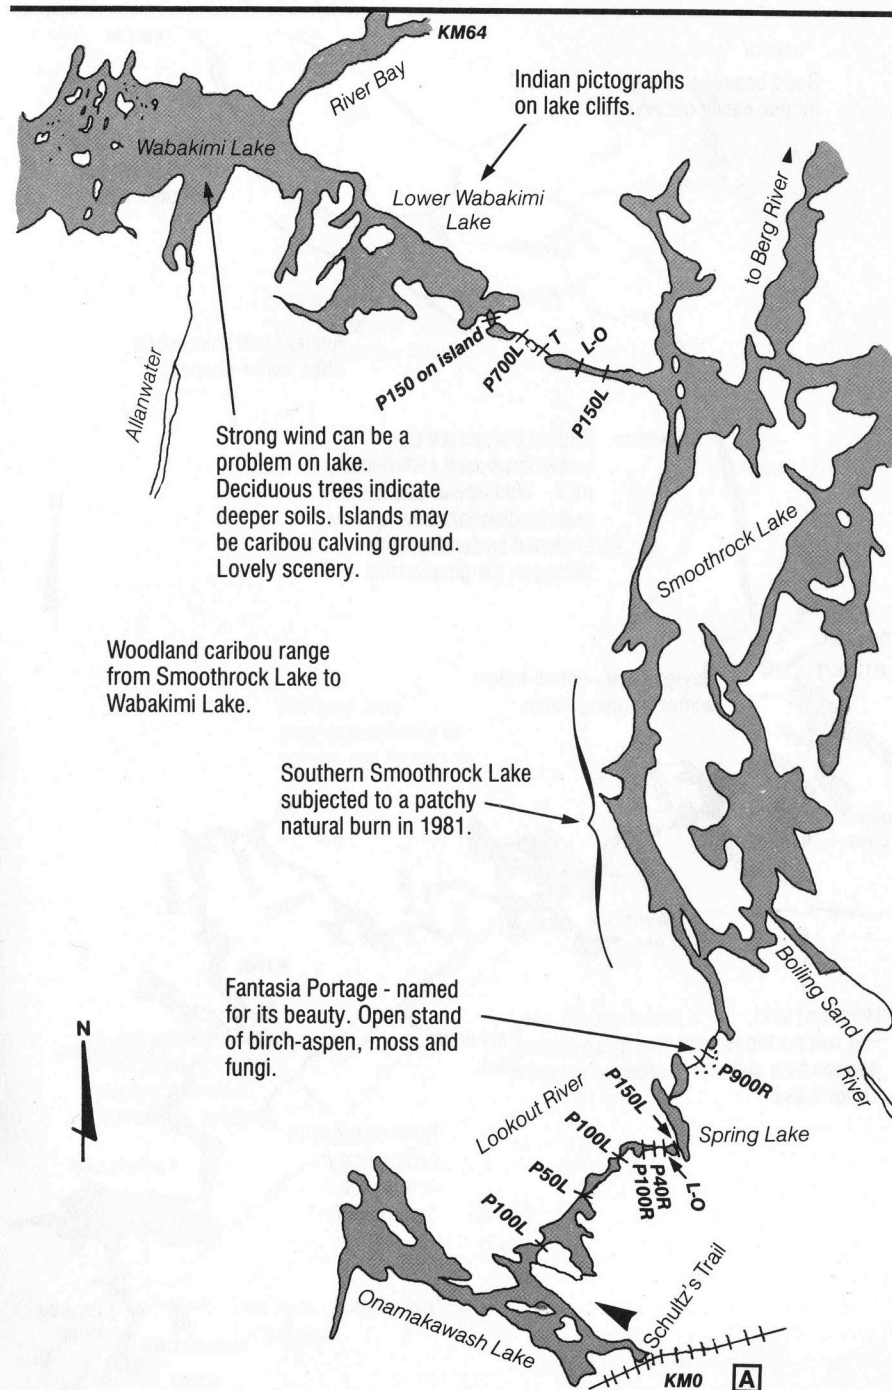 KM64
River Bay
Indian pictographs
on lake cliffs.
Wabakimi Lake
Lower Wabakimi
Lake
to Berg River
P150 on island
P700L
T
L-O
P150L
Allanwater
Strong wind can be a
problem on lake.
Deciduous trees indicate
deeper soils. Islands may
be caribou calving ground.
Lovely scenery.
Smoothrock Lake
Woodland caribou range
from Smoothrock Lake to
Wabakimi Lake.
Southern Smoothrock Lake
subjected to a patchy
natural burn in 1981.
Boiling Sand
River
Fantasia Portage - named
for its beauty. Open stand
of birch-aspen, moss and
fungi.
N
P900R
Lookout River
P150L
Spring Lake
P100L
P50L
P100L
P40R
P100R
L-O
Onamakawash Lake
Schultz's Trail
KM0
A